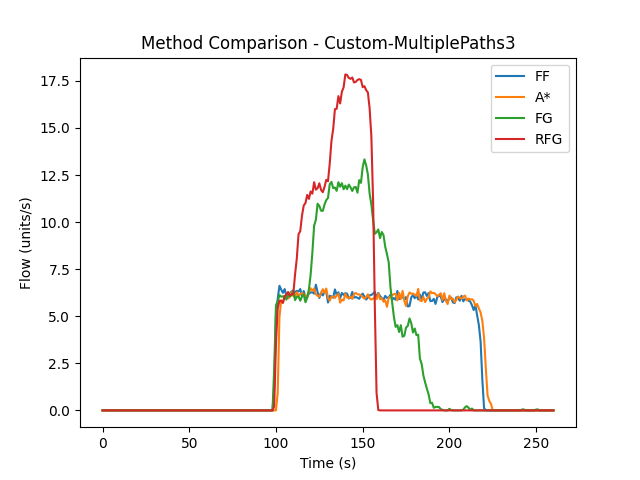 Method Comparison - Custom-MultiplePaths3
FF
A*
FG
RFG
Flow (units/s)
17.5
15.0
12.5
10.0
7.5
5.0
2.5
0.0
0
50
100
150
200
250
Time (s)